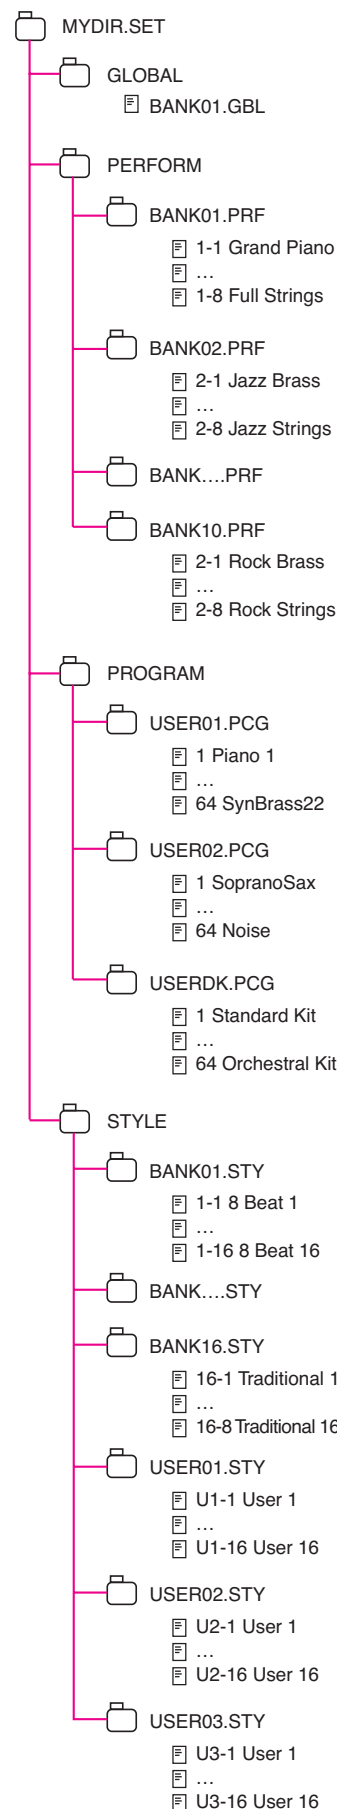 MYDIR.SET
GLOBAL
BANK01.GBL
PERFORM
BANK01.PRF
1-1 Grand Piano
…
1-8 Full Strings
BANK02.PRF
2-1 Jazz Brass
…
2-8 Jazz Strings
BANK….PRF
BANK10.PRF
2-1 Rock Brass
…
2-8 Rock Strings
PROGRAM
USER01.PCG
1 Piano 1
…
64 SynBrass22
USER02.PCG
1 SopranoSax
…
64 Noise
USERDK.PCG
1 Standard Kit
…
64 Orchestral Kit
STYLE
BANK01.STY
1-1 8 Beat 1
…
1-16 8 Beat 16
BANK….STY
BANK16.STY
16-1 Traditional 1
…
16-8 Traditional 16
USER01.STY
U1-1 User 1
…
U1-16 User 16
USER02.STY
U2-1 User 1
…
U2-16 User 16
USER03.STY
U3-1 User 1
…
U3-16 User 16